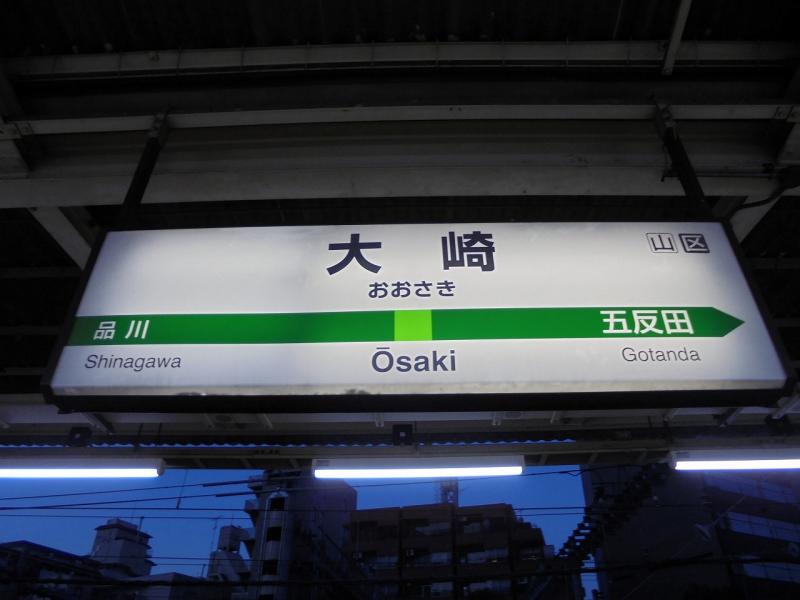 大崎
山区
おおさき
品川
五反田
Shinagawa
Ōsaki
Gotanda